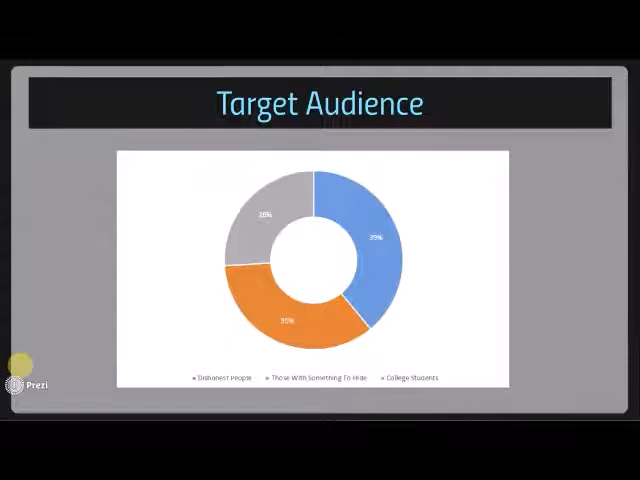 Target Audience
26%
39%
35%
Dishonest People Those With Something To Hide College Students
Prezi